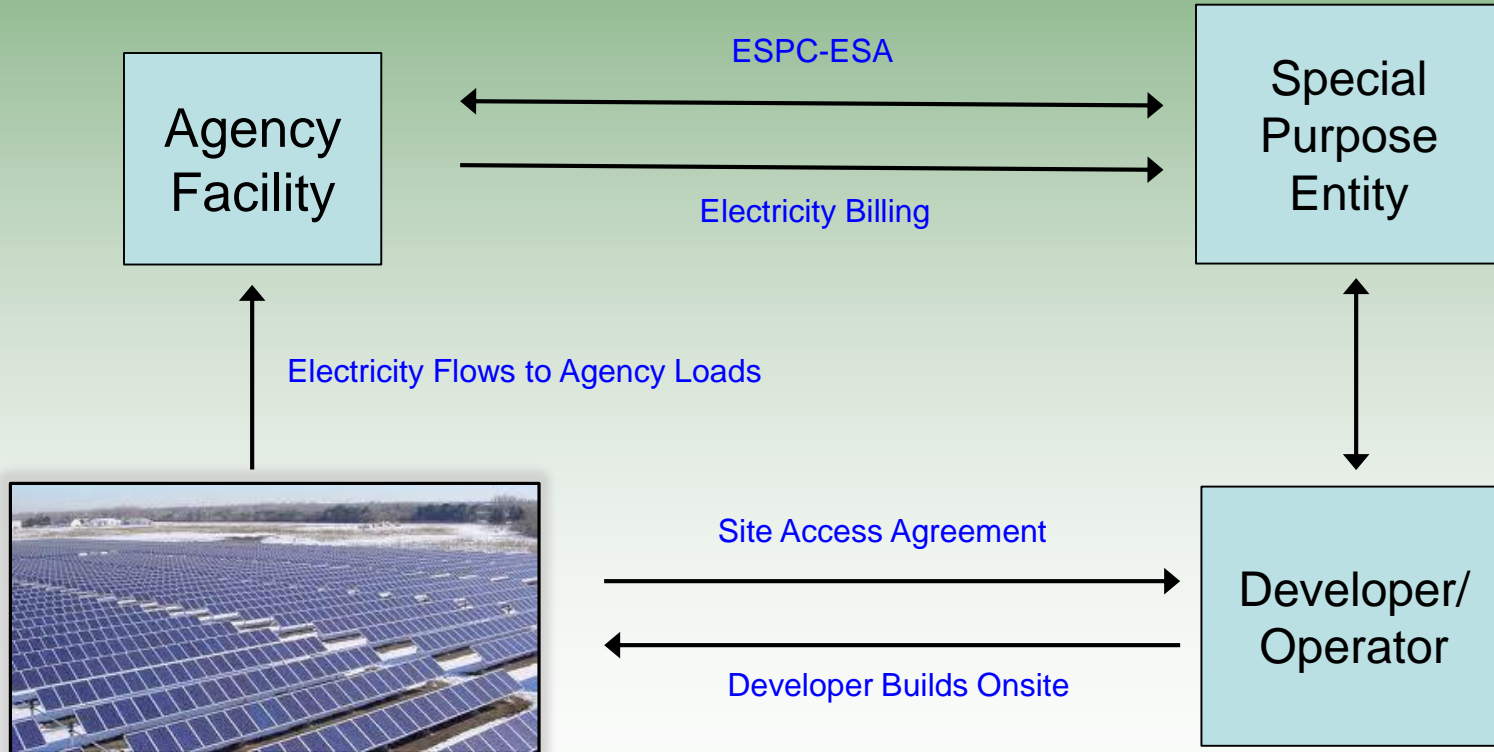 ESPC-ESA
Agency
Facility
Special
Purpose
Entity
Electricity Billing
Electricity Flows to Agency Loads
Site Access Agreement
Developer/
Operator
Developer Builds Onsite